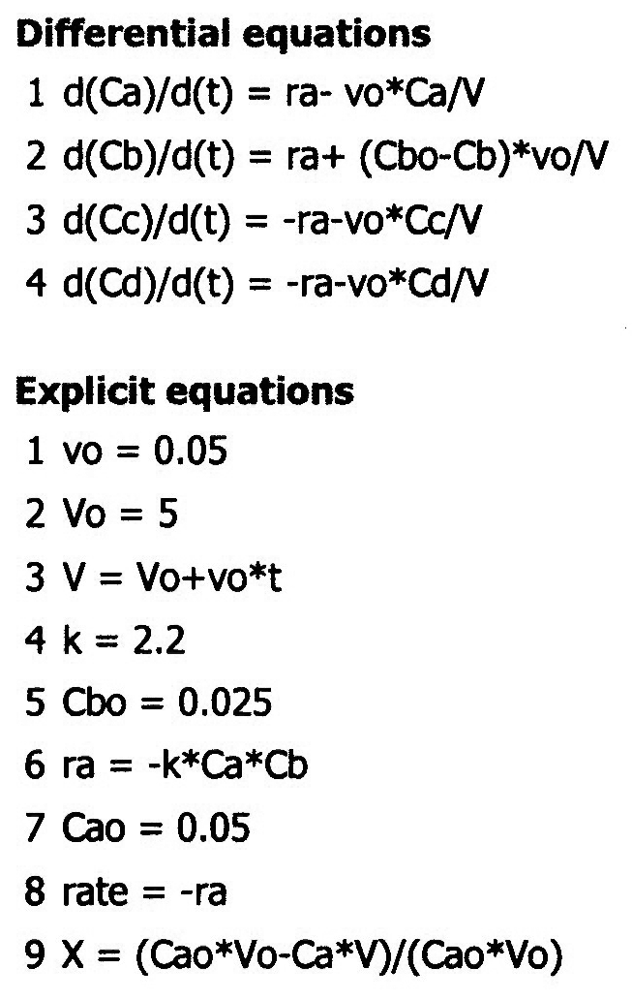 Differential equations
1 d(Ca)/d(t) = ra- vo*Ca/V
2 d(Cb)/d(t) = ra+ (Cbo-Cb)*vo/V
3 d(Cc)/d(t) = -ra-vo*Cc/V
4 d(Cd)/d(t) = -ra-vo*Cd/V
Explicit equations
1 vo = 0.05
2 Vo = 5
3 V = Vo+vo*t
4 k = 2.2
5 Cbo = 0.025
6 ra = -k*Ca*Cb
7 Cao = 0.05
8 rate = -ra
9 X = (Cao*Vo-Ca*V)/(Cao*Vo)